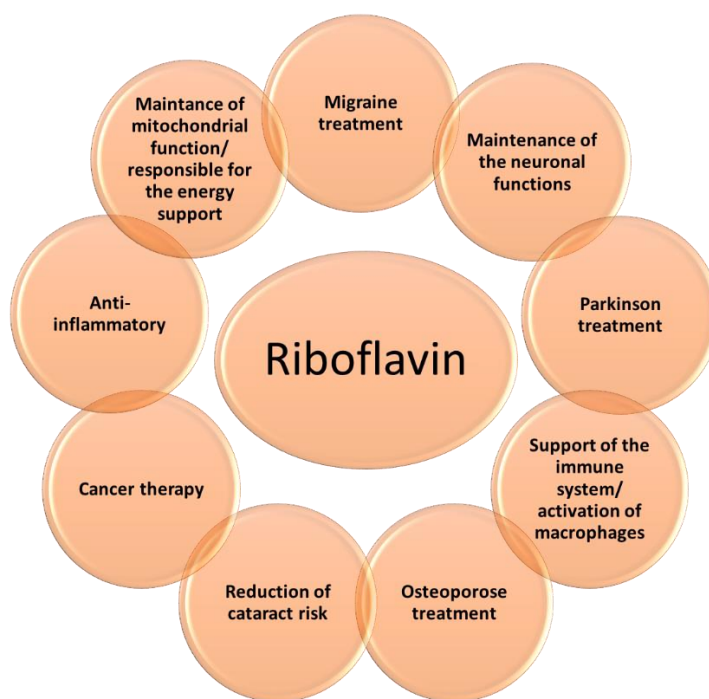 Migraine
treatment
Maintenance of
the neuronal
functions
Parkinson
treatment
Support of the
immune
system/
activation of
macrophages
Osteoporose
treatment
Reduction of
cataract risk
Cancer therapy
Anti-
inflammatory
Maintance of
mitochondrial
function/
responsible for
the energy
support
Riboflavin